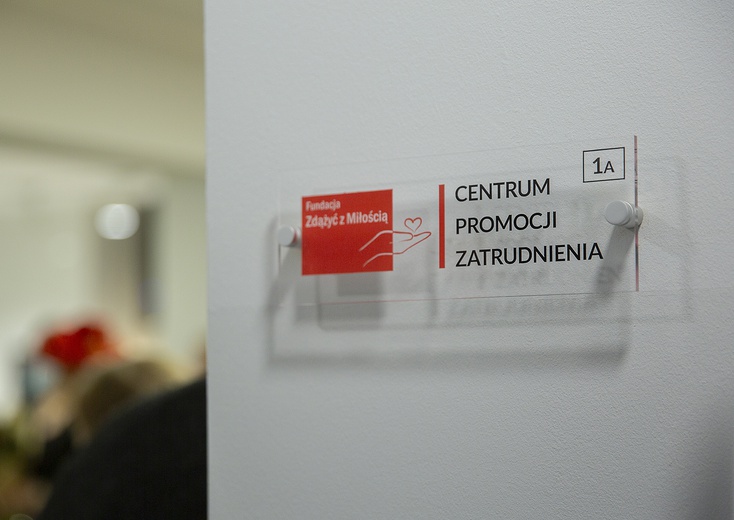 Fundacja
Zdążyć z Miłością
1A
CENTRUM
PROMOCJI
ZATRUDNIENIA